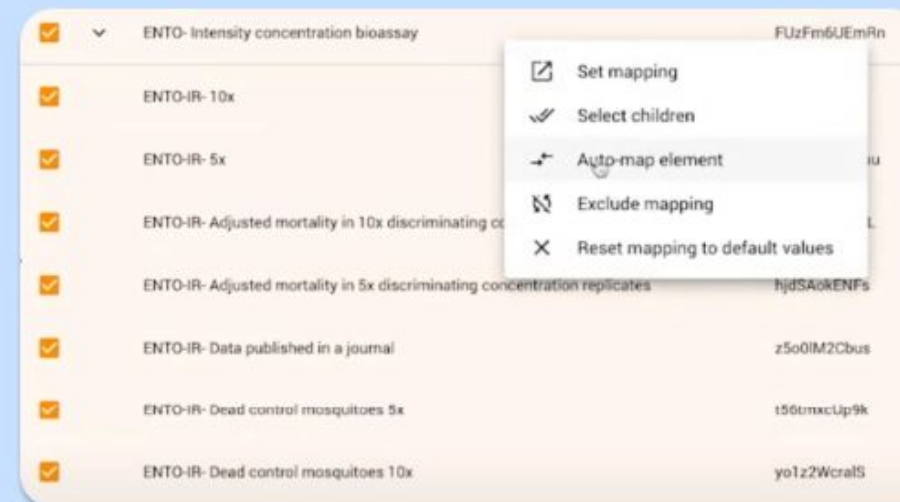 ENTO- Intensity concentration bioassay FUzFm6UEmRn
Set mapping
ENTO-IR- 10x
Select children
ENTO-IR- 5x
Auto-map element
Exclude mapping
ENTO-IR- Adjusted mortality in 10x discriminating
Reset mapping to default values
ENTO-IR- Adjusted mortality in 5x discriminating concentration replicates hjdSAokENFs
ENTO-IR- Data published in a journal z5o0lM2Cbus
ENTO-IR- Dead control mosquitoes 5x t56tmxcUp9k
ENTO-IR- Dead control mosquitoes 10x yo1z2WcralS